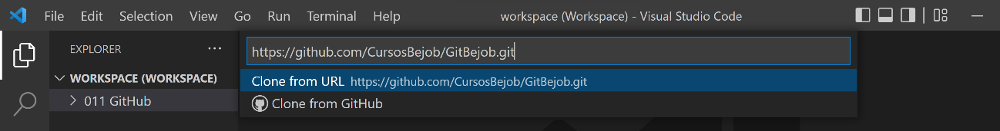 File Edit Selection View Go Run Terminal Help workspace (Workspace) - Visual Studio Code
EXPLORER ···
https://github.com/CursosBejob/GitBejob.git
WORKSPACE (WORKSPACE)
Clone from URL https://github.com/CursosBejob/GitBejob.git
011 GitHub
Clone from GitHub